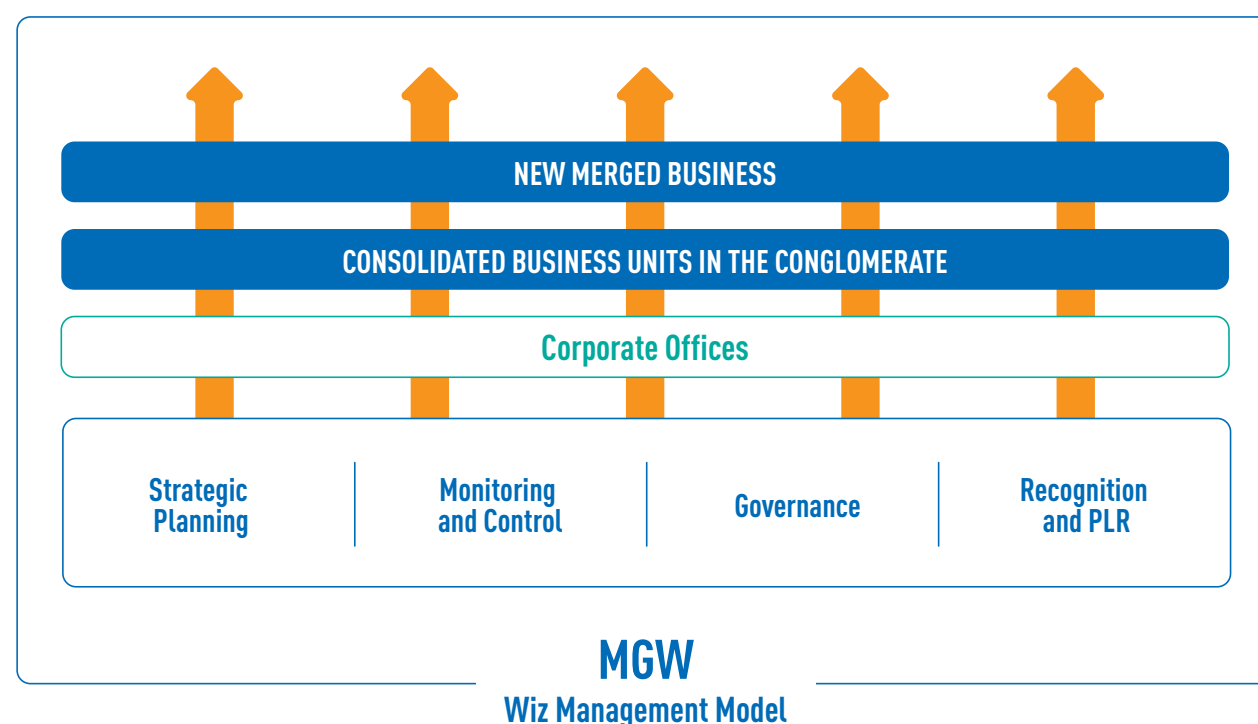 NEW MERGED BUSINESS
CONSOLIDATED BUSINESS UNITS IN THE CONGLOMERATE
Corporate Offices
Strategic
Planning
Monitoring
and Control
Governance
Recognition
and PLR
MGW
Wiz Management Model